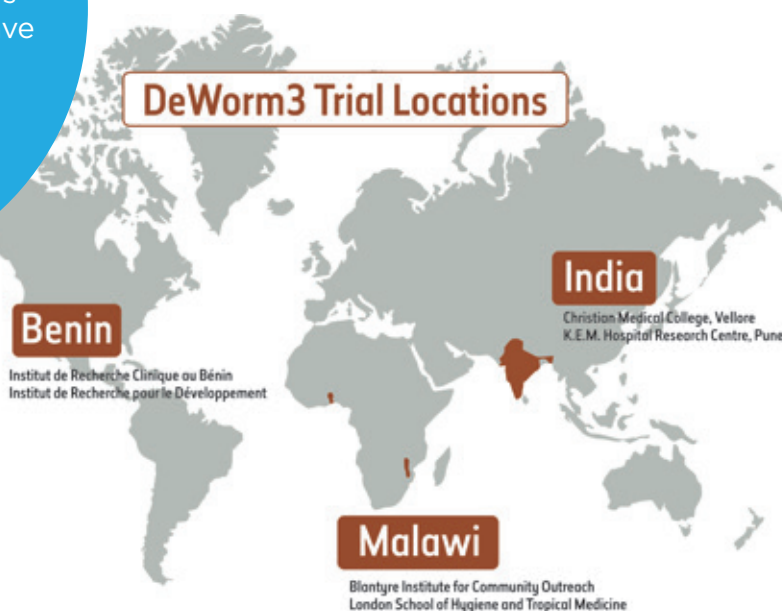 ve
DeWorm3 Trial Locations
India
Christian Medical College, Vellore
K.E.M. Hospital Research Centre, Pune
Benin
Institut de Recherche Clinique au Bénin
Institut de Recherche pour le Développement
Malawi
Blantyre Institute for Community Outreach
London School of Hygiene and Tropical Medicine